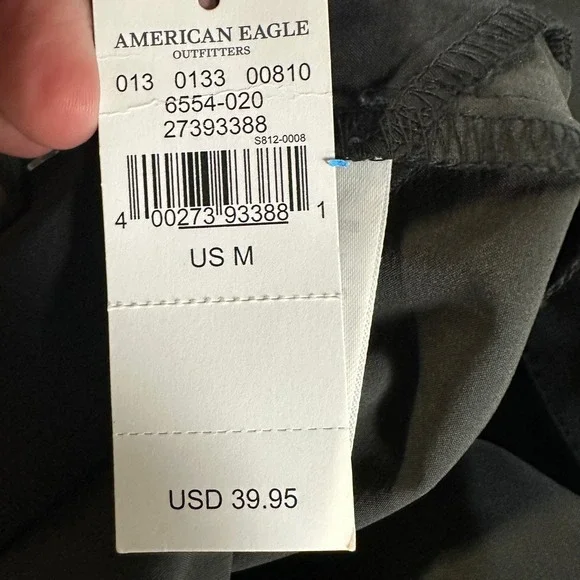 AMERICAN EAGLE
OUTFITTERS
013 0133 00810
6554-020
27393388
S812-0008
4 00273 93388 1
US M
USD 39.95